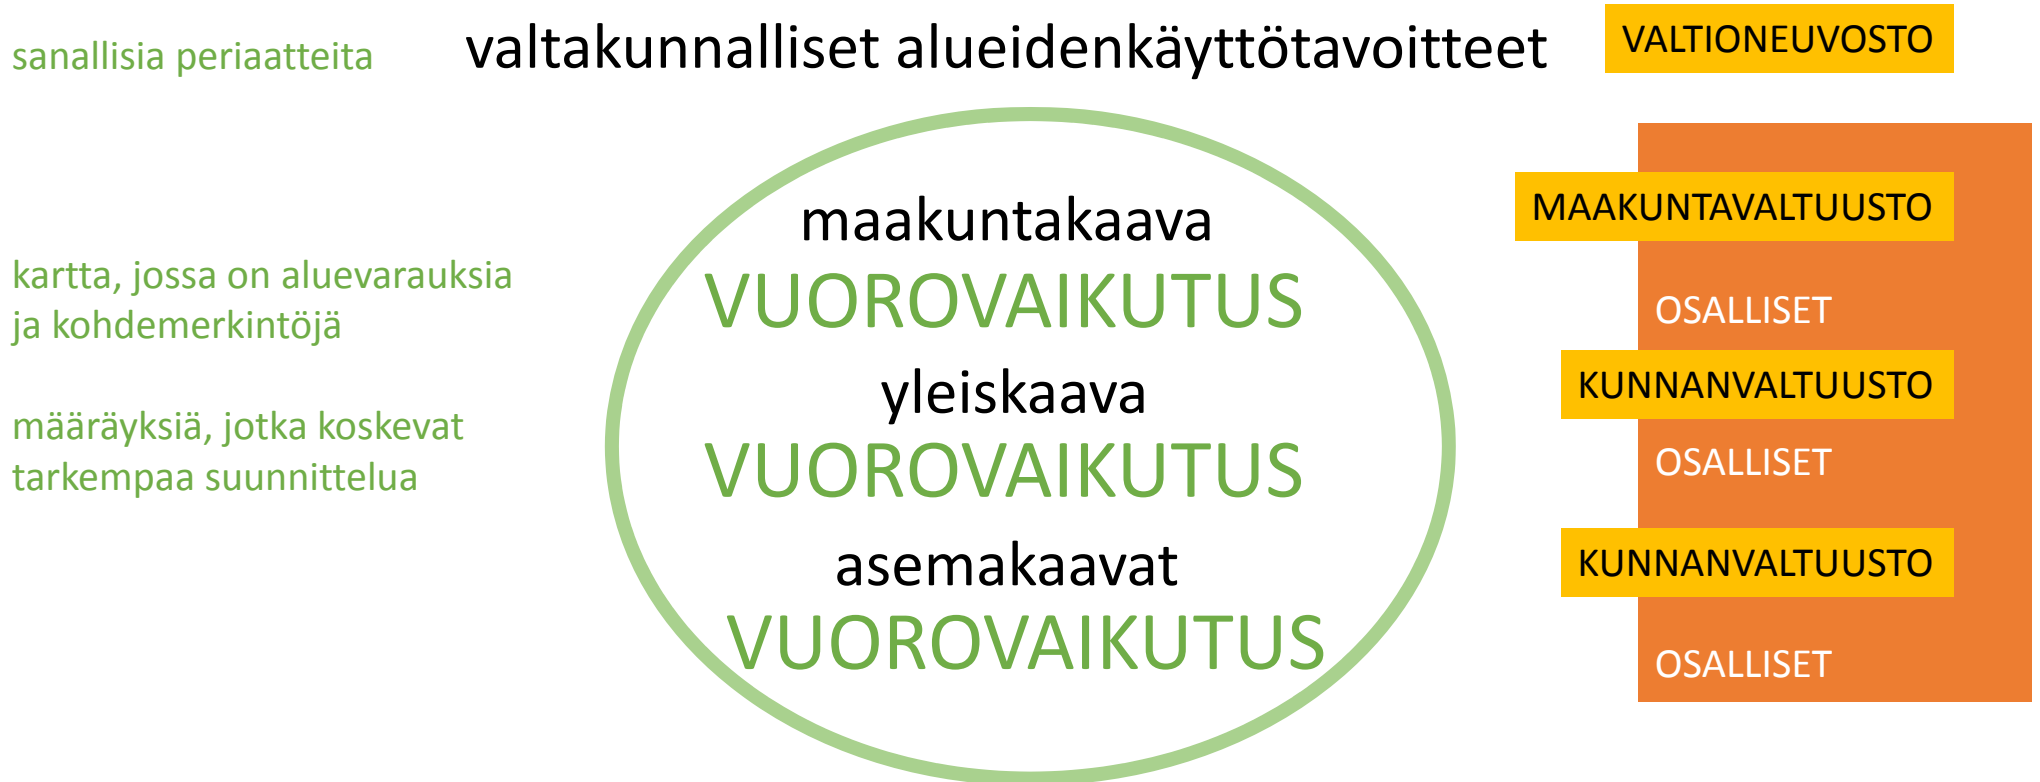 sanallisia periaatteita
valtakunnalliset alueidenkäyttötavoitteet
VALTIONEUVOSTO
maakuntakaava
MAAKUNTAVALTUUSTO
kartta, jossa on aluevarauksia
ja kohdemerkintöjä
VUOROVAIKUTUS
OSALLISET
yleiskaava
KUNNANVALTUUSTO
määräyksiä, jotka koskevat
tarkempaa suunnittelua
VUOROVAIKUTUS
OSALLISET
asemakaavat
KUNNANVALTUUSTO
VUOROVAIKUTUS
OSALLISET